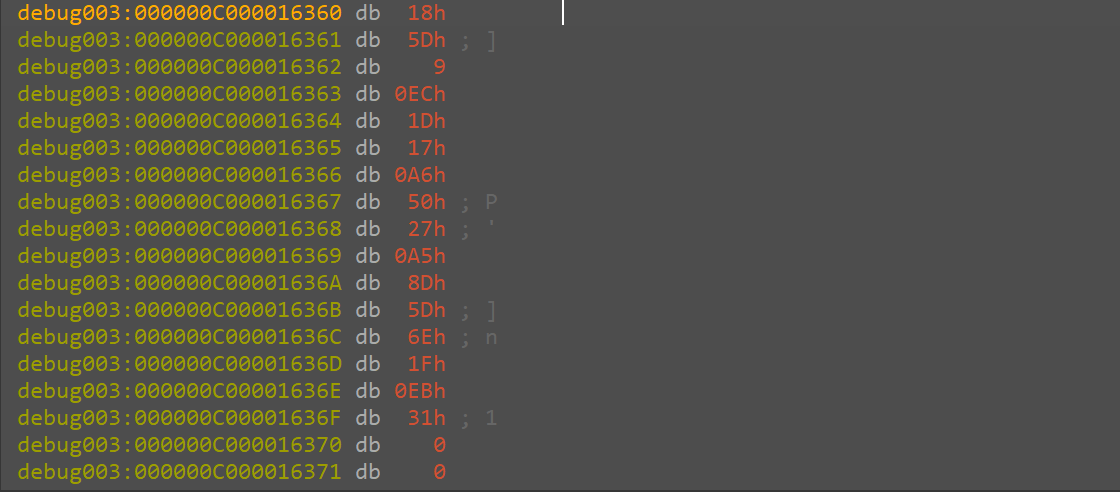 debug003:000000C000016360 db 18h
debug003:000000C000016361 db 5Dh ; ]
debug003:000000C000016362 db 9
debug003:000000C000016363 db 0ECh
debug003:000000C000016364 db 1Dh
debug003:000000C000016365 db 17h
debug003:000000C000016366 db 0A6h
debug003:000000C000016367 db 50h ; P
debug003:000000C000016368 db 27h ; '
debug003:000000C000016369 db 0A5h
debug003:000000C00001636A db 8Dh
debug003:000000C00001636B db 5Dh ; ]
debug003:000000C00001636C db 6Eh ; n
debug003:000000C00001636D db 1Fh
debug003:000000C00001636E db 0EBh
debug003:000000C00001636F db 31h ; 1
debug003:000000C000016370 db 0
debug003:000000C000016371 db 0